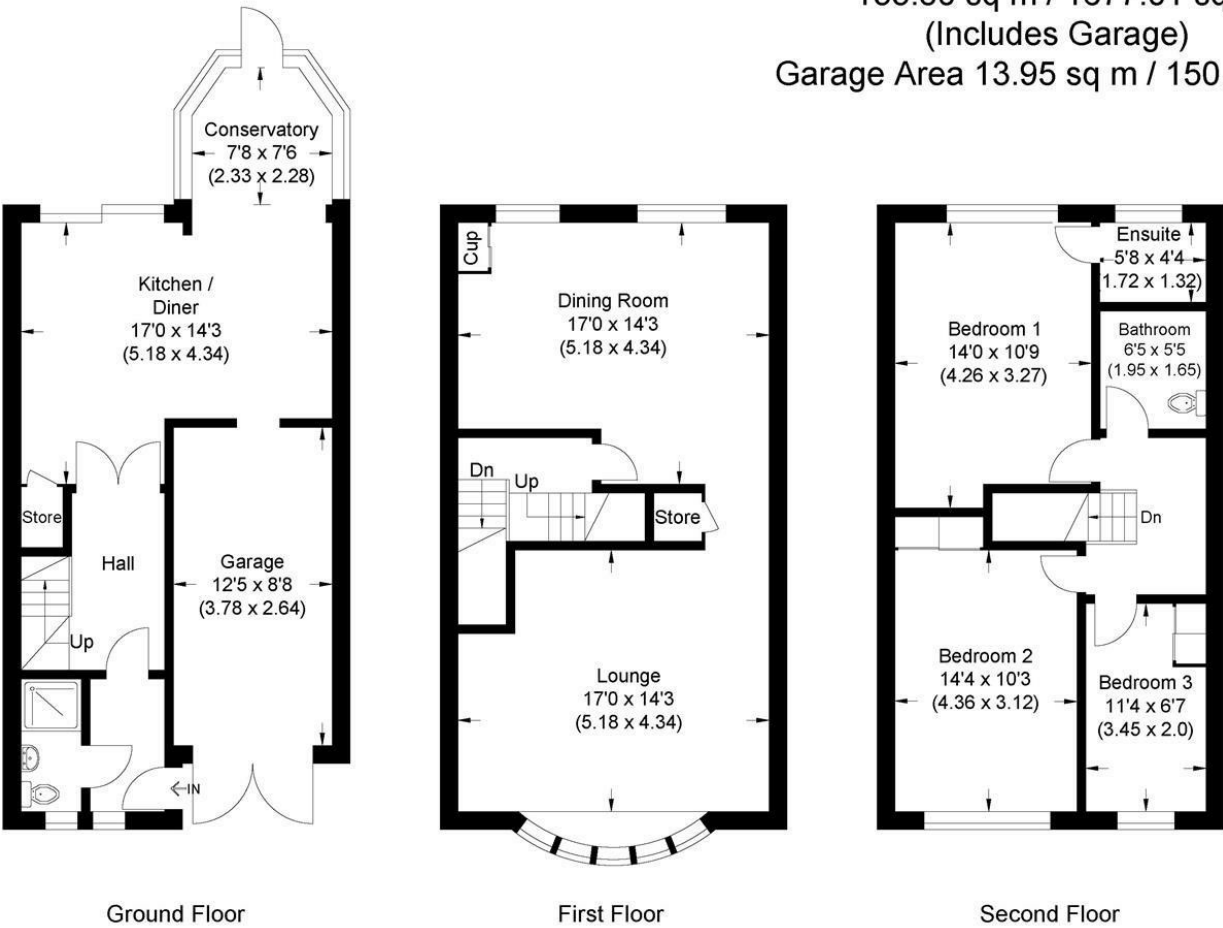 (Includes Garage)
Garage Area 13.95 sq m / 150
Conservatory
7'8 x 7'6
(2.33 x 2.28)
Kitchen /
Diner
17'0 x 14'3
(5.18 x 4.34)
Store
Hall
Up
Garage
12'5 x 8'8
(3.78 x 2.64)
IN
Ground Floor
Cup
Dining Room
17'0 x 14'3
(5.18 x 4.34)
Dn
Up
Store
Lounge
17'0 x 14'3
(5.18 x 4.34)
First Floor
Ensuite
5'8 x 4'4
(1.72 x 1.32)
Bedroom 1
14'0 x 10'9
(4.26 x 3.27)
Bathroom
6'5 x 5'5
(1.95 x 1.65)
Dn
Bedroom 2
14'4 x 10'3
(4.36 x 3.12)
Bedroom 3
11'4 x 6'7
(3.45 x 2.0)
Second Floor